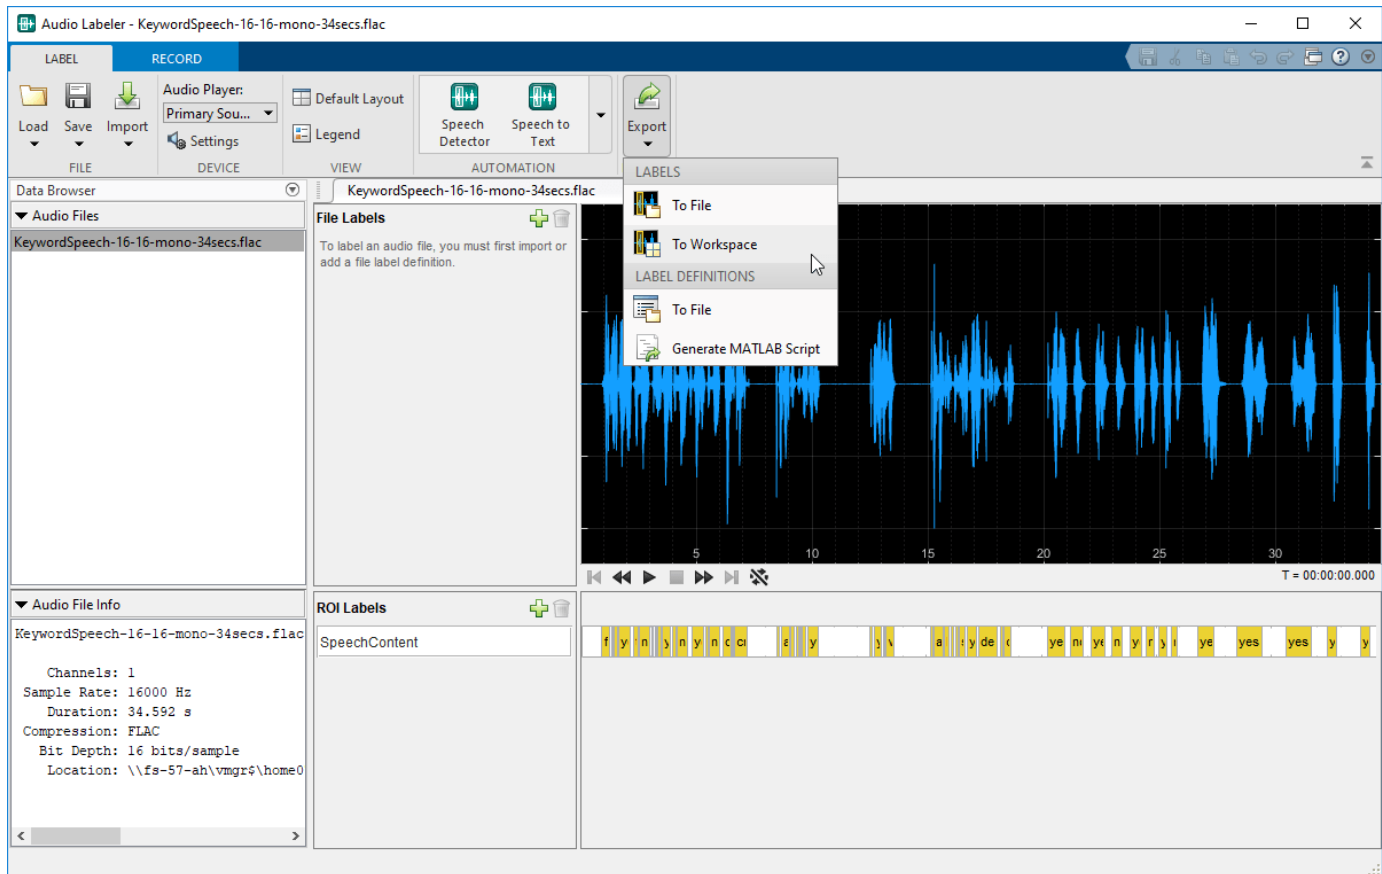 Audio Labeler - KeywordSpeech-16-16-mono-34secs.flac
LABEL RECORD
Load Save Import
FILE
Audio Player:
Primary Sou...
Settings
DEVICE
Default Layout
Legend
VIEW
Speech Detector
Speech to Text
AUTOMATION
Export
LABELS
To File
To Workspace
LABEL DEFINITIONS
To File
Generate MATLAB Script
Data Browser
Audio Files
KeywordSpeech-16-16-mono-34secs.flac
KeywordSpeech-16-16-mono-34secs.flac
File Labels
To label an audio file, you must first import or
add a file label definition.
5 10 15 20 25 30
T = 00:00:00.000
Audio File Info
KeywordSpeech-16-16-mono-34secs.flac
Channels: 1
Sample Rate: 16000 Hz
Duration: 34.592 s
Compression: FLAC
Bit Depth: 16 bits/sample
Location: \\fs-57-ah\vmgr$\home0
ROI Labels
SpeechContent
de ye ye yes yes